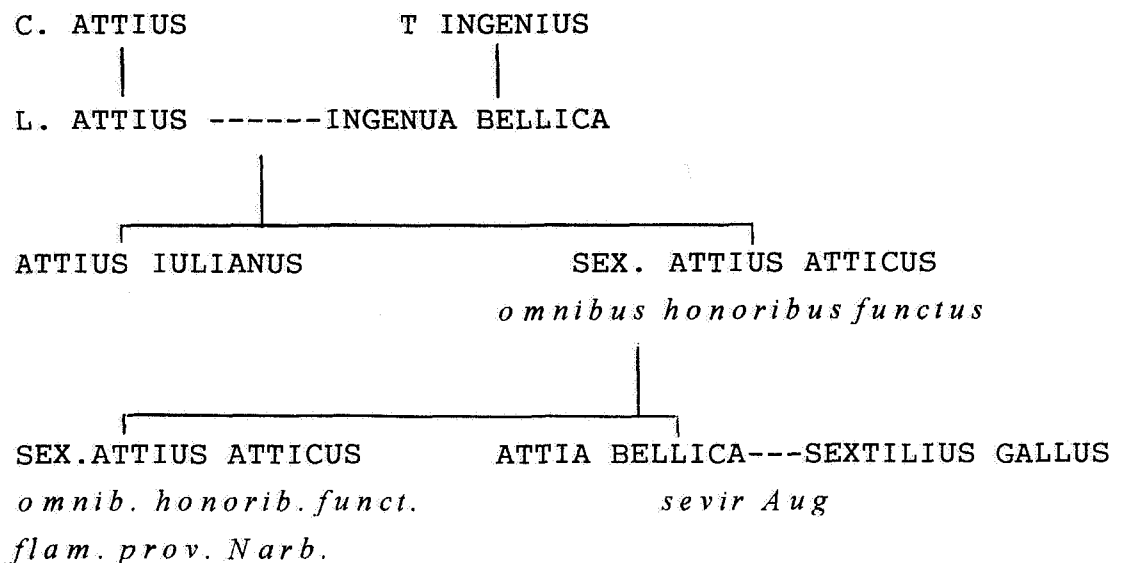 C. ATTIUS T INGENIUS
L. ATTIUS ------INGENUA BELLICA
ATTIUS IULIANUS SEX. ATTIUS ATTICUS
omnibus honoribus functus
SEX.ATTIUS ATTICUS ATTIA BELLICA---SEXTILIUS GALLUS
omnib. honorib. funct. sevir Aug
flam. prov. Narb.